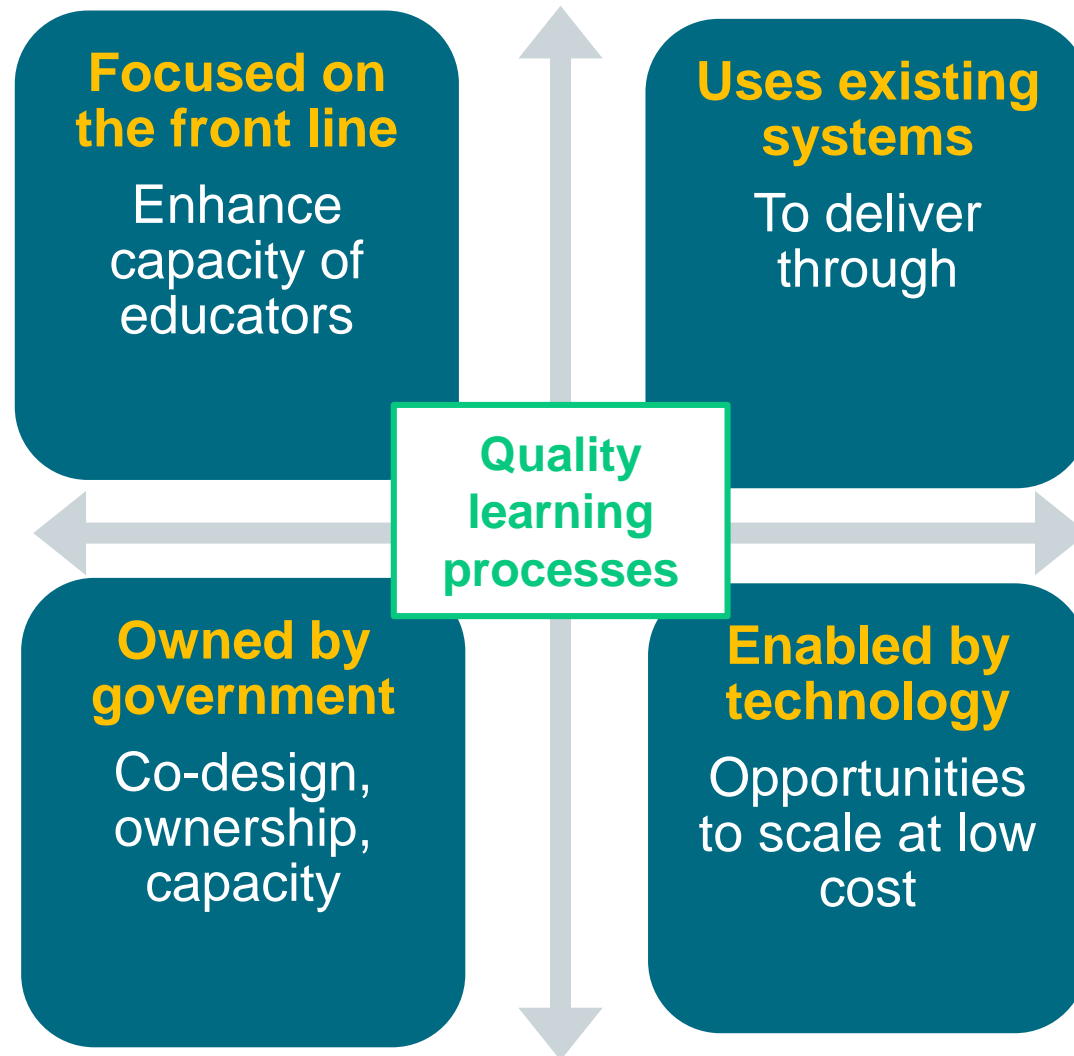 Focused on
the front line
Enhance
capacity of
educators
Uses existing
systems
To deliver
through
Quality
learning
processes
Owned by
government
Co-design,
ownership,
capacity
Enabled by
technology
Opportunities
to scale at low
cost